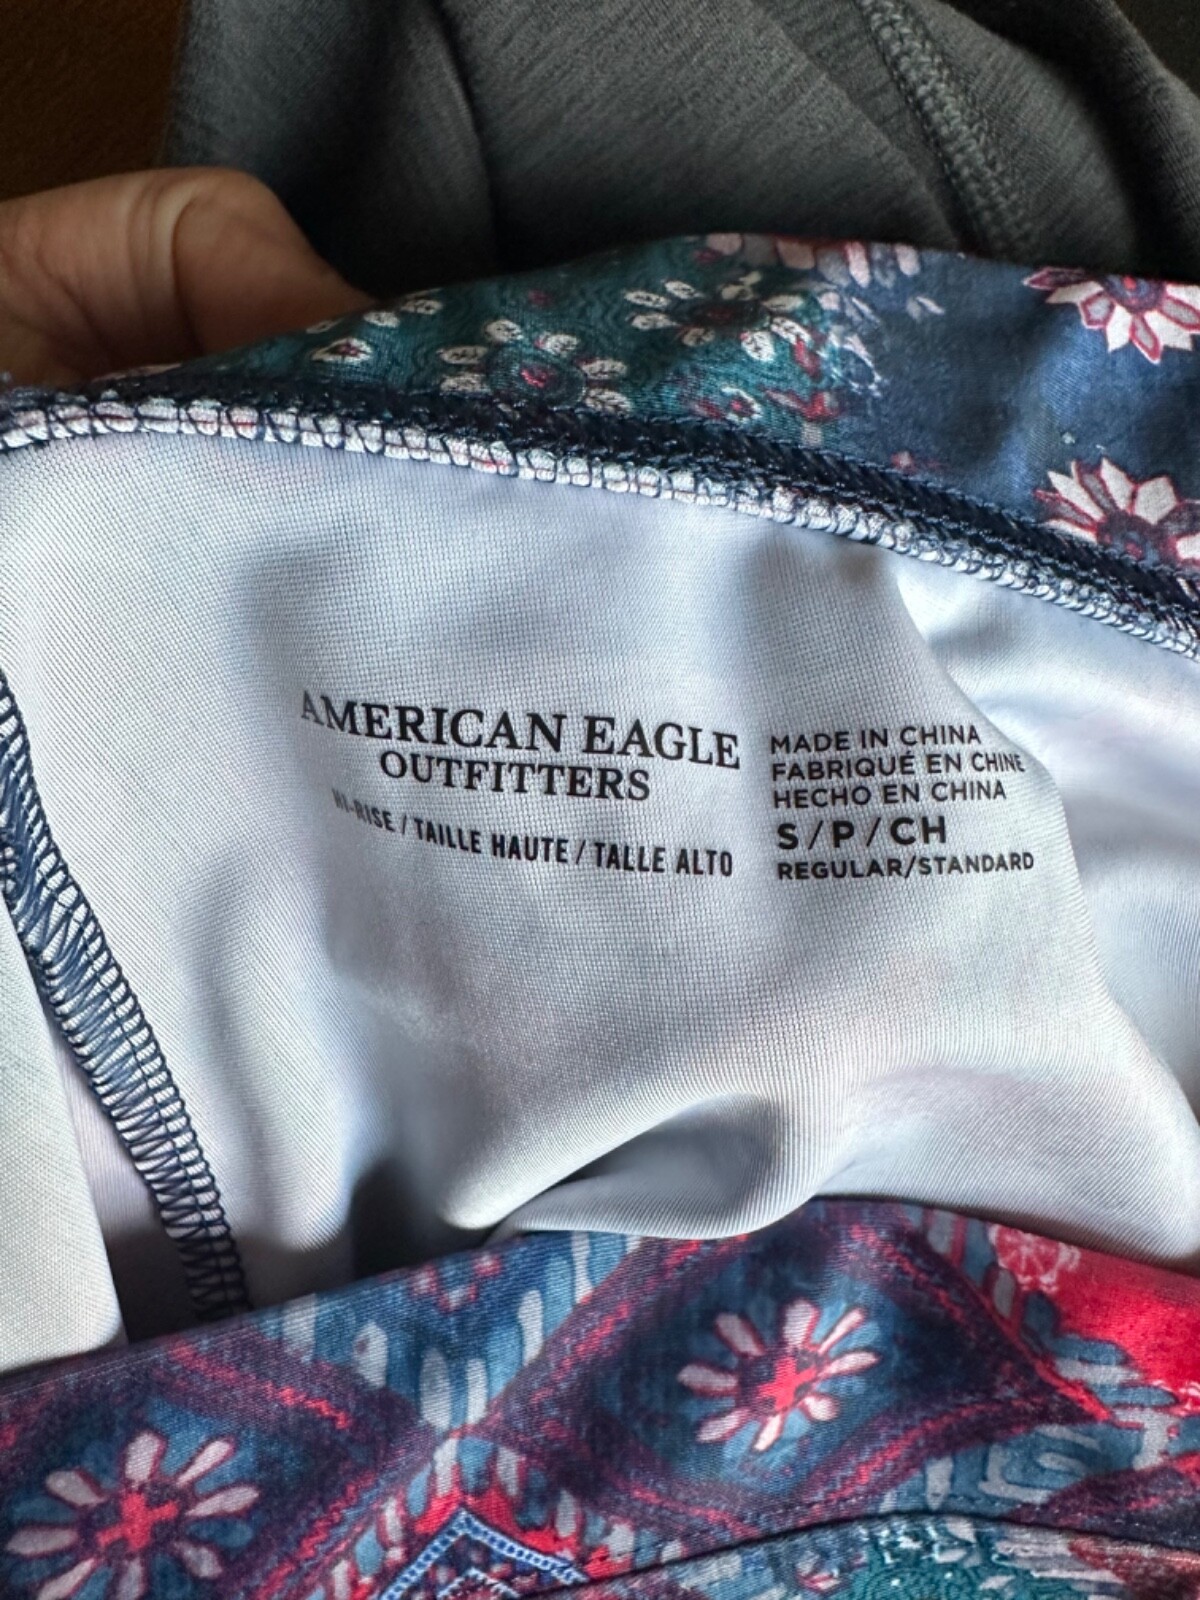 AMERICAN EAGLE
OUTFITTERS
HI-RISE / TAILLE HAUTE / TALLE ALTO
MADE IN CHINA
FABRIQUÉ EN CHINE
HECHO EN CHINA
S/P/CH
REGULAR/STANDARD